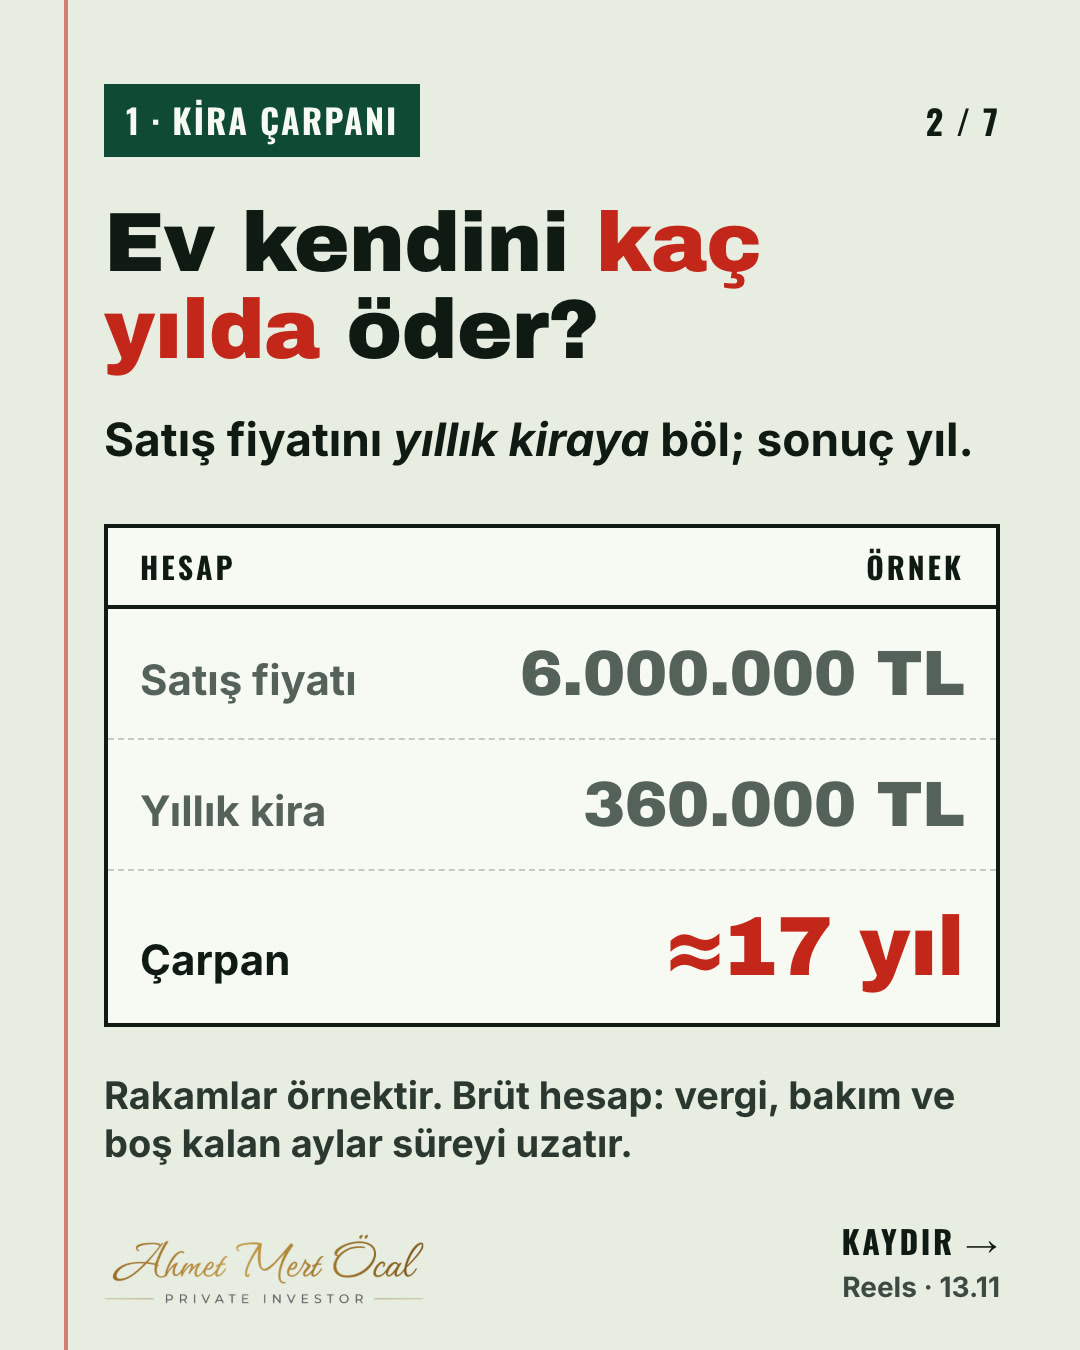 1 · KİRA ÇARPANI
2 / 7
Ev kendini kaç
yılda öder?
Satış fiyatını yıllık kiraya böl; sonuç yıl.
HESAP ÖRNEK
Satış fiyatı 6.000.000 TL
Yıllık kira 360.000 TL
Çarpan ≈17 yıl
Rakamlar örnektir. Brüt hesap: vergi, bakım ve
boş kalan aylar süreyi uzatır.
Ahmet Mert Öcal
PRIVATE INVESTOR
KAYDIR →
Reels · 13.11